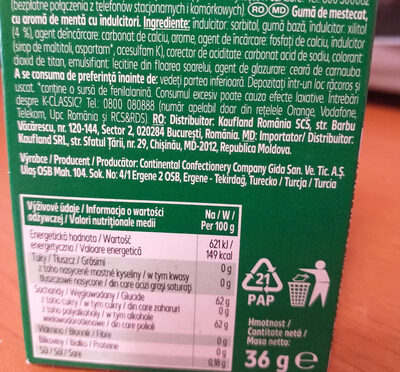 bezpłatne połączenia z telefonów stacjonarnych i komórkowych)
RO MD Gumă de mestecat,
cu aromă de mentă cu îndulcitori. Ingrediente: îndulcitor: sorbitol, gumă bază, îndulcitor: xilitol
(4 %), agent deîncărcare: carbonat de calciu, arome, agent de încărcare: fosfați de calciu, îndulcitori
(sirap de maltitol, aspartam*, acesulfam K), corector de aciditate: carbonat acid de sodiu, colorant:
dioxid de titan, emulsifiant: lecitine din floarea soarelui, agent de glazurare: ceară de carnauba.
A se consuma de preferință înainte de: vedeți partea inferioară. Depozitați într-un loc răcoros și
uscat. *conține o sursă de fenilalanină. Consumul excesiv poate cauza efecte laxative. Întrebări
despre K-CLASSIC? Tel: 0800 080888 (număr apelabil doar din rețelele Orange, Vodafone,
Telekom, Upc România și RCS&RDS). RO: Distribuitor: Kaufland România SCS, str. Barbu
Văcărescu, nr. 120-144, Sector 2, 020284 București, România. MD: Importator/ Distribuitor:
Kaufland SRL, str. Sfatul Țării, nr. 29, Chișinău, MD-2012, Republica Moldova.
Výrobce / Producent / Producător: Continental Confectionery Company Gida San. Ve. Tic A.Ş.
Ulaş OSB Mah. 104. Sok. No: 4/1 Ergene 2 OSB, Ergene - Tekirdağ, Turecko / Turcja / Turcia
Výživové údaje / Informacja o wartości
odżywczej / Valori nutriționale medii
Na / W /
Per 100 g
Energetická hodnota / Wartość
energetyczna / Valoare energetică
621 kJ /
149 kcal
Tuky / Tłuszcz / Grăsimi
0 g
z toho nasycené mastné kyseliny / w tym kwasy
tłuszczowe nasycone / din care acizi grași saturați
0 g
Sacharidy / Węglowodany / Glucide
62 g
z toho cukry / w tym cukry / din care zaharuri
0 g
z toho polyalkoholy / w tym alkohole
wielowodorotlenowe / din care polioli
62 g
Vláknina / Błonnik / Fibre
0 g
Bílkoviny / Białko / Proteine
0 g
Sůl / Sól / Sare
0,18 g
21
PAP
Hmotnost /
Cantitate netă /
Masa netto:
36 g e